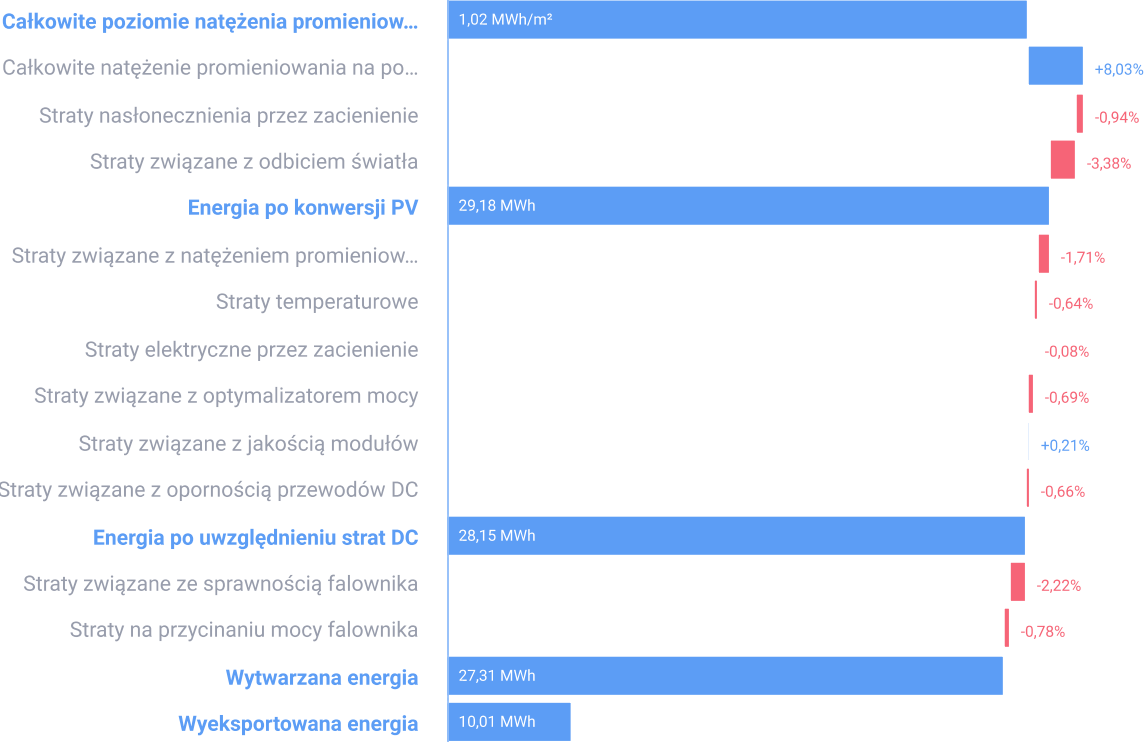 Całkowite poziomie natężenia promieniow… 1,02 MWh/m²
Całkowite natężenie promieniowania na po… +8,03%
Straty nasłonecznienia przez zacienienie -0,94%
Straty związane z odbiciem światła -3,38%
Energia po konwersji PV 29,18 MWh
Straty związane z natężeniem promieniow… -1,71%
Straty temperaturowe -0,64%
Straty elektryczne przez zacienienie -0,08%
Straty związane z optymalizatorem mocy -0,69%
Straty związane z jakością modułów +0,21%
Straty związane z opornością przewodów DC -0,66%
Energia po uwzględnieniu strat DC 28,15 MWh
Straty związane ze sprawnością falownika -2,22%
Straty na przycinaniu mocy falownika -0,78%
Wytwarzana energia 27,31 MWh
Wyeksportowana energia 10,01 MWh